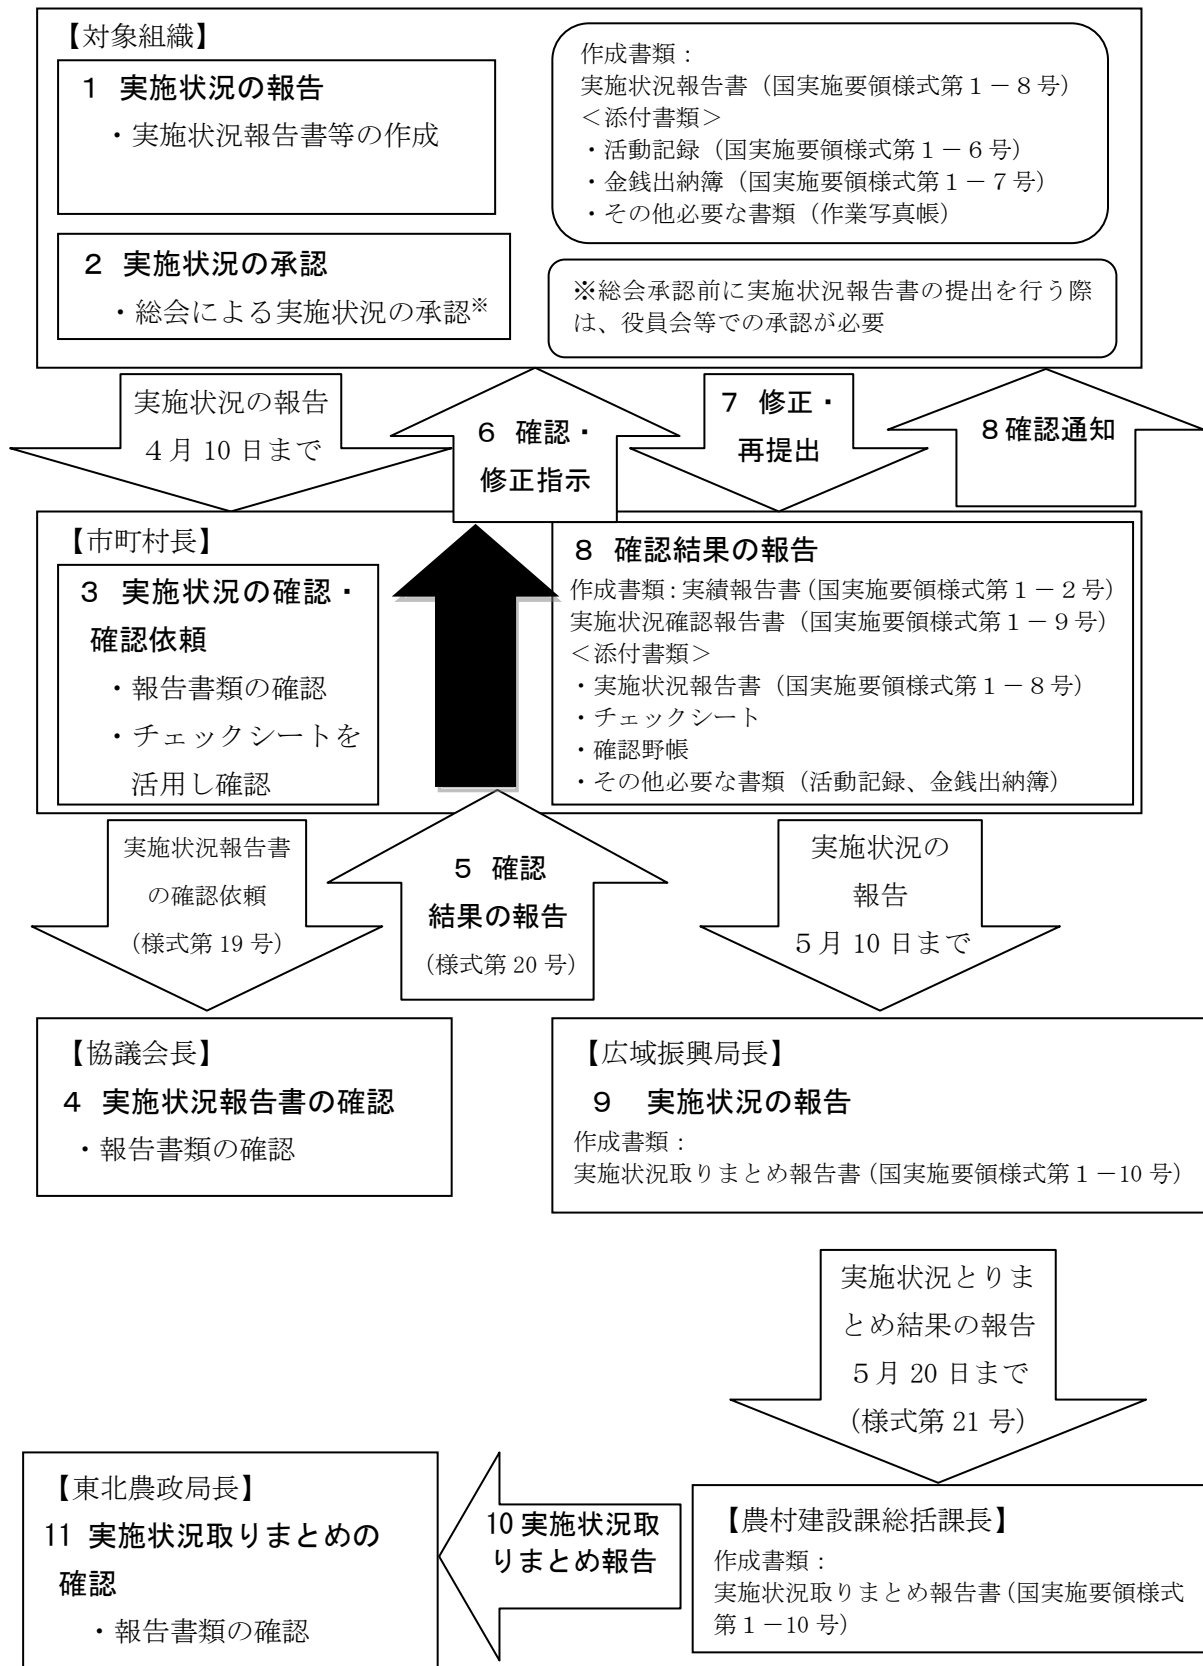 【対象組織】
1 実施状況の報告
・実施状況報告書等の作成
作成書類：
実施状況報告書（国実施要領様式第１－８号）
＜添付書類＞
・活動記録（国実施要領様式第１－６号）
・金銭出納簿（国実施要領様式第１－７号）
・その他必要な書類（作業写真帳）
2 実施状況の承認
・総会による実施状況の承認※
※総会承認前に実施状況報告書の提出を行う際
は、役員会等での承認が必要
実施状況の報告
４月 10 日まで
6 確認・
修正指示
7 修正・
再提出
8確認通知
【市町村長】
3 実施状況の確認・
確認依頼
・報告書類の確認
・チェックシートを
活用し確認
8 確認結果の報告
作成書類：実績報告書（国実施要領様式第１－２号）
実施状況確認報告書（国実施要領様式第１－９号）
＜添付書類＞
・実施状況報告書（国実施要領様式第１－８号）
・チェックシート
・確認野帳
・その他必要な書類（活動記録、金銭出納簿）
実施状況報告書
の確認依頼
（様式第 19 号）
5 確認
結果の報告
（様式第 20 号）
実施状況の
報告
５月 10 日まで
【協議会長】
4 実施状況報告書の確認
・報告書類の確認
【広域振興局長】
9 実施状況の報告
作成書類：
実施状況取りまとめ報告書（国実施要領様式第１－10 号）
実施状況とりま
とめ結果の報告
５月 20 日まで
（様式第 21 号）
【東北農政局長】
11 実施状況取りまとめの
確認
・報告書類の確認
10 実施状況取
りまとめ報告
【農村建設課総括課長】
作成書類：
実施状況取りまとめ報告書（国実施要領様式
第１－10 号）